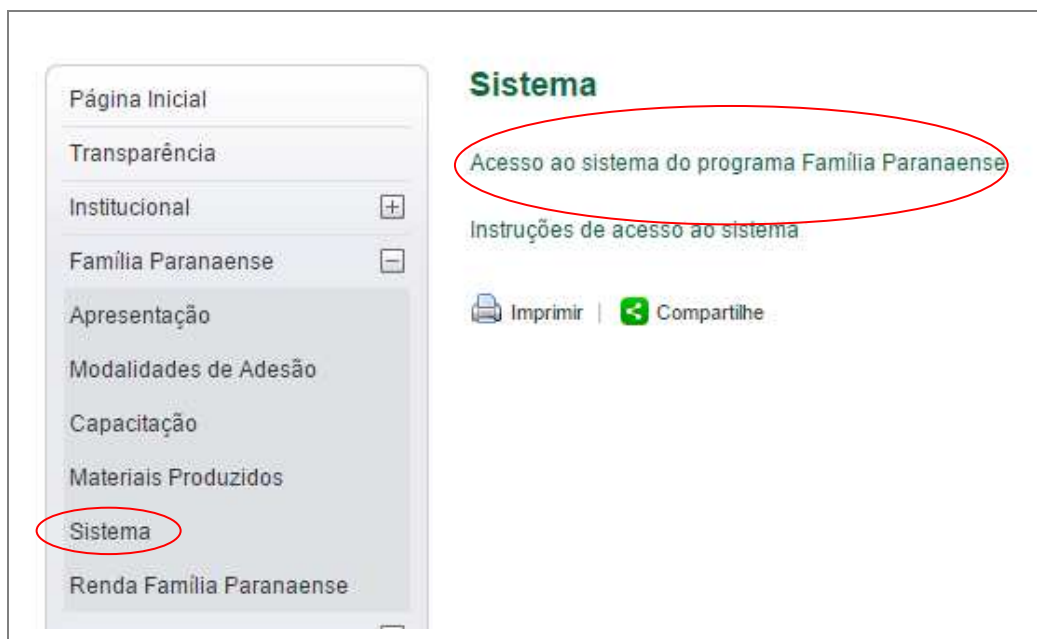 Página Inicial
Transparência
Institucional
Família Paranaense
Apresentação
Modalidades de Adesão
Capacitação
Materiais Produzidos
Sistema
Renda Família Paranaense
Sistema
Acesso ao sistema do programa Família Paranaense
Instruções de acesso ao sistema
Imprimir | Compartilhe